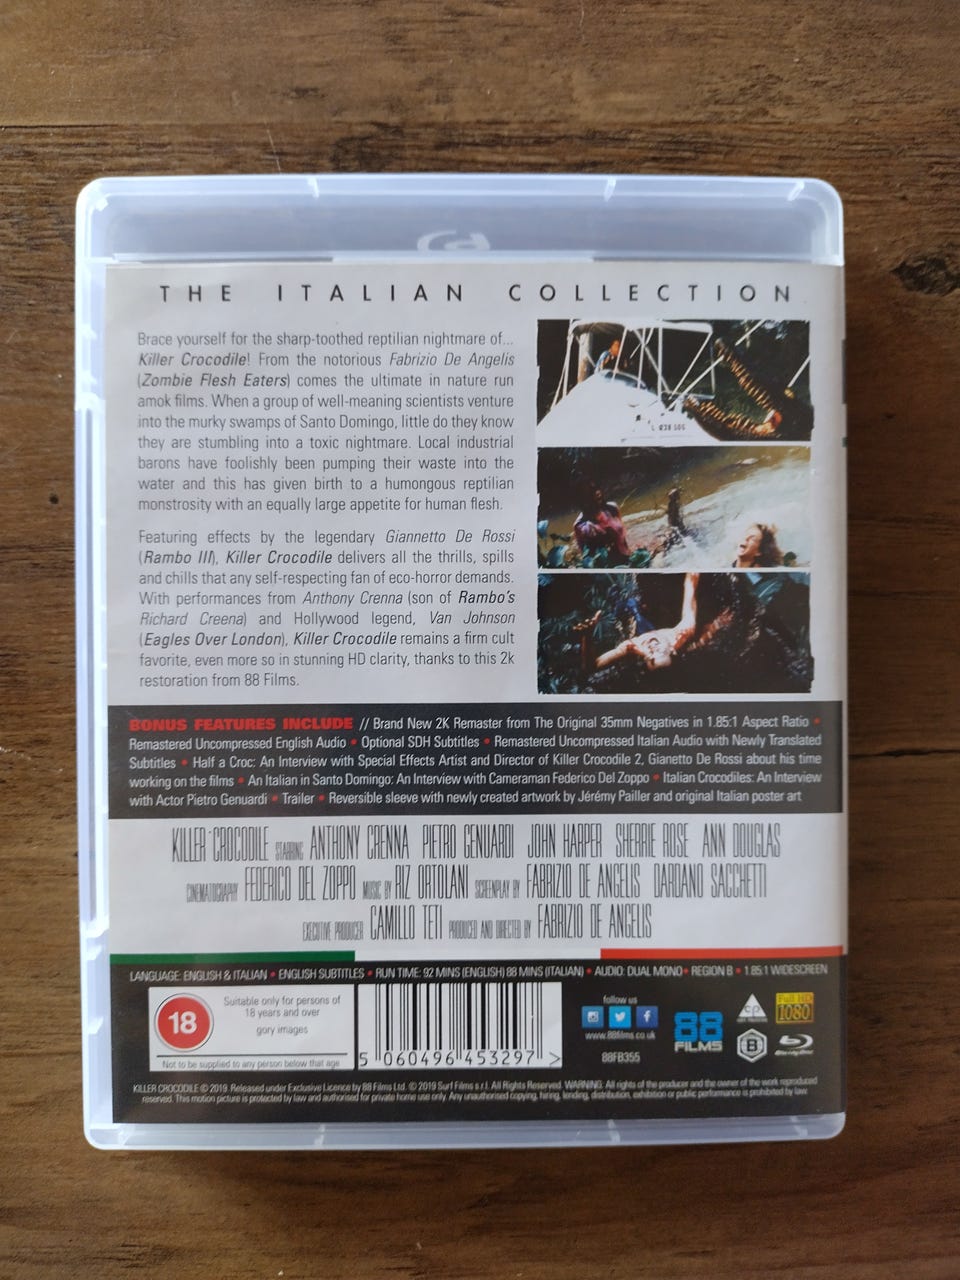 THE ITALIAN COLLECTION
Brace yourself for the sharp-toothed reptilian nightmare of...
Killer Crocodile! From the notorious Fabrizio De Angelis
(Zombie Flesh Eaters) comes the ultimate in nature run
amok films. When a group of well-meaning scientists venture
into the murky swamps of Santo Domingo, little do they know
they are stumbling into a toxic nightmare. Local industrial
barons have foolishly been pumping their waste into the
water and this has given birth to a humongous reptilian
monstrosity with an equally large appetite for human flesh.
Featuring effects by the legendary Giannetto De Rossi
(Rambo III), Killer Crocodile delivers all the thrills, spills
and chills that any self-respecting fan of eco-horror demands.
With performances from Anthony Crenna (son of Rambo's
Richard Creena) and Hollywood legend, Van Johnson
(Eagles Over London), Killer Crocodile remains a firm cult
favorite, even more so in stunning HD clarity, thanks to this 2k
restoration from 88 Films.
BONUS FEATURES INCLUDE // Brand New 2K Remaster from The Original 35mm Negatives in 1.85:1 Aspect Ratio •
Remastered Uncompressed English Audio • Optional SDH Subtitles • Remastered Uncompressed Italian Audio with Newly Translated
Subtitles • Half a Croc: An Interview with Special Effects Artist and Director of Killer Crocodile 2, Gianetto De Rossi about his time
working on the films • An Italian in Santo Domingo: An Interview with Cameraman Federico Del Zoppo • Italian Crocodiles: An Interview
with Actor Pietro Genuardi • Trailer • Reversible sleeve with newly created artwork by Jérémy Pailler and original Italian poster art
KILLER CROCODILE STARRING ANTHONY CRENNA PIETRO GENUARDI JOHN HARPER SHERRIE ROSE ANN DOUGLAS
CINEMATOGRAPHY FEDERICO DEL ZOPPO MUSIC BY RIZ ORTOLANI SCREENPLAY BY FABRIZIO DE ANGELIS DARDANO SACCHETTI
EXECUTIVE PRODUCER CAMILLO TETI PRODUCED AND DIRECTED BY FABRIZIO DE ANGELIS
LANGUAGE: ENGLISH & ITALIAN • ENGLISH SUBTITLES • RUN TIME: 92 MINS (ENGLISH) 88 MINS (ITALIAN) • AUDIO: DUAL MONO • REGION B • 1.85:1 WIDESCREEN
18
Suitable only for persons of
18 years and over
gory images
Not to be supplied to any person below that age
5 060496 453297 >
follow us
www.88films.co.uk
88FB355
88
FILMS
B
Full HD
1080
Blu-ray Disc
KILLER CROCODILE © 2019. Released under Exclusive Licence by 88 Films Ltd. © 2019 Surf Films s.r.l. All Rights Reserved. WARNING. All rights of the producer and the owner of the work reproduced
reserved. This motion picture is protected by law and authorised for private home use only. Any unauthorised copying, hiring, lending, distribution, exhibition or public performance is prohibited by law.